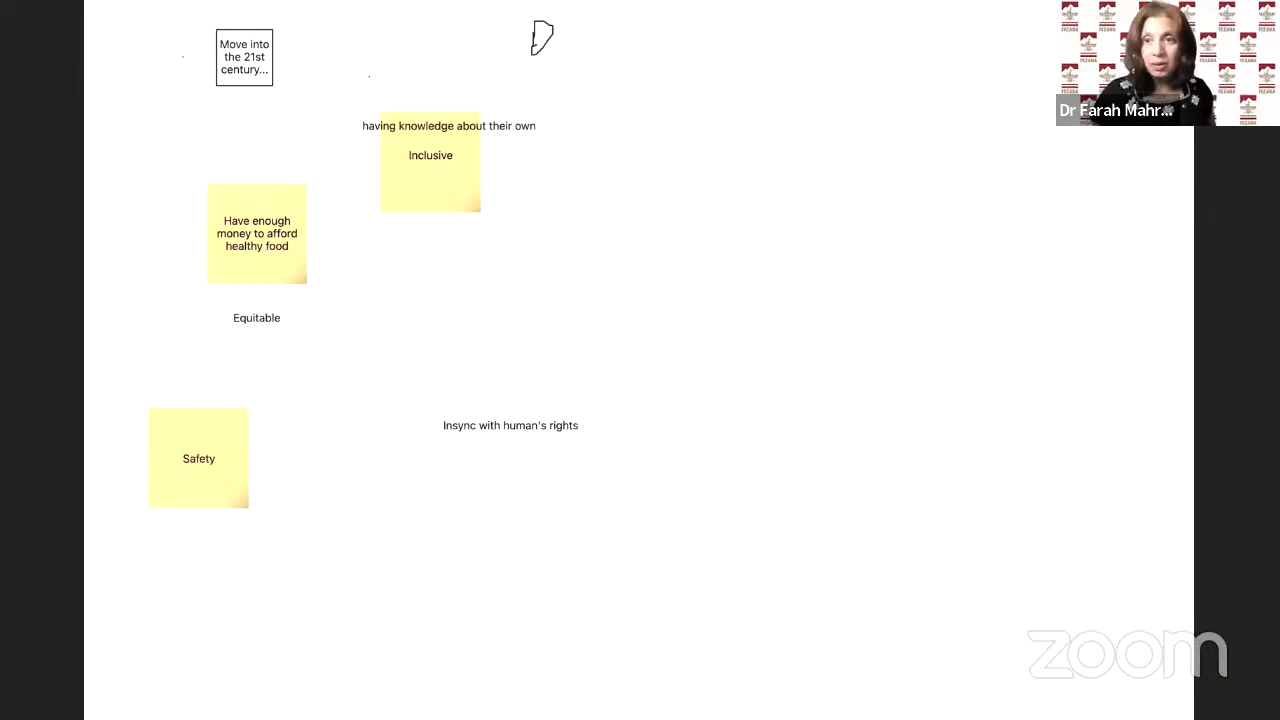 Move into
the 21st
century...
having knowledge about their own
Inclusive
Have enough
money to afford
healthy food
Equitable
Insync with human's rights
Safety
Dr Farah Mahr...
FEZANA
zoom